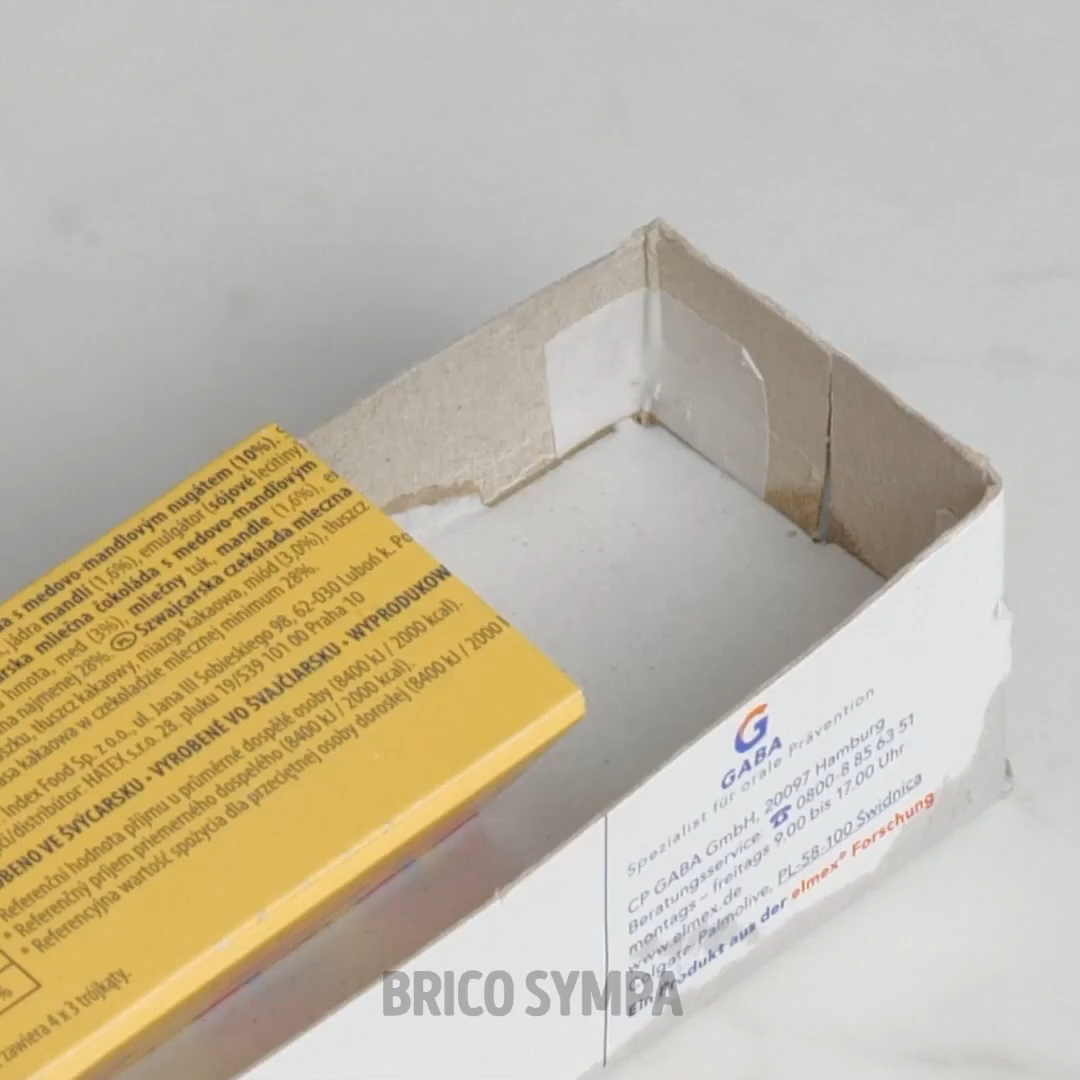 a s medovo-mandlovým nugátem (10%).
jádra mandlí (1,6%), emulgátor (sójové lecitiny)
mliečna čokoláda s medovo-mandľovým
hmota, med (3%), mliečny tuk, mandle (1,6%),
na najmenej 28%. Szwajcarska czekolada mleczna
tłuszcz kakaowy, miazga kakaowa, miód (3,0%), tłuszcz
sa kakaowa w czekoladzie mlecznej minimum 28%.
Index Food Sp. z o.o., ul. Jana III Sobieskiego 98, 62-030 Luboń k. Po
distribútor: HATEX s.r.o. 28. pluku 19/539 101 00 Praha 10
OBENO VE ŠVÝCARSKU • VYROBENÉ VO ŠVAJČIARSKU • WYPRODUKOW
Referenční hodnota příjmu u průměrné dospělé osoby (8400 kJ / 2000 kcal).
* Referenčný príjem priemerného dospelého (8400 kJ / 2000 kcal).
* Referencyjna wartość spożycia dla przeciętnej osoby dorosłej (8400 kJ / 2000
%
zawiera 4 x 3 trójkąty.
GABA
Spezialist für orale Prävention
CP GABA GmbH, 20097 Hamburg
Beratungsservice: ☎ 0800-8 85 63 51
montags – freitags 9.00 bis 17.00 Uhr
www.elmex.de
Colgate-Palmolive, PL-58-100 Świdnica
Ein Produkt aus der elmex® Forschung
BRICO SYMPA